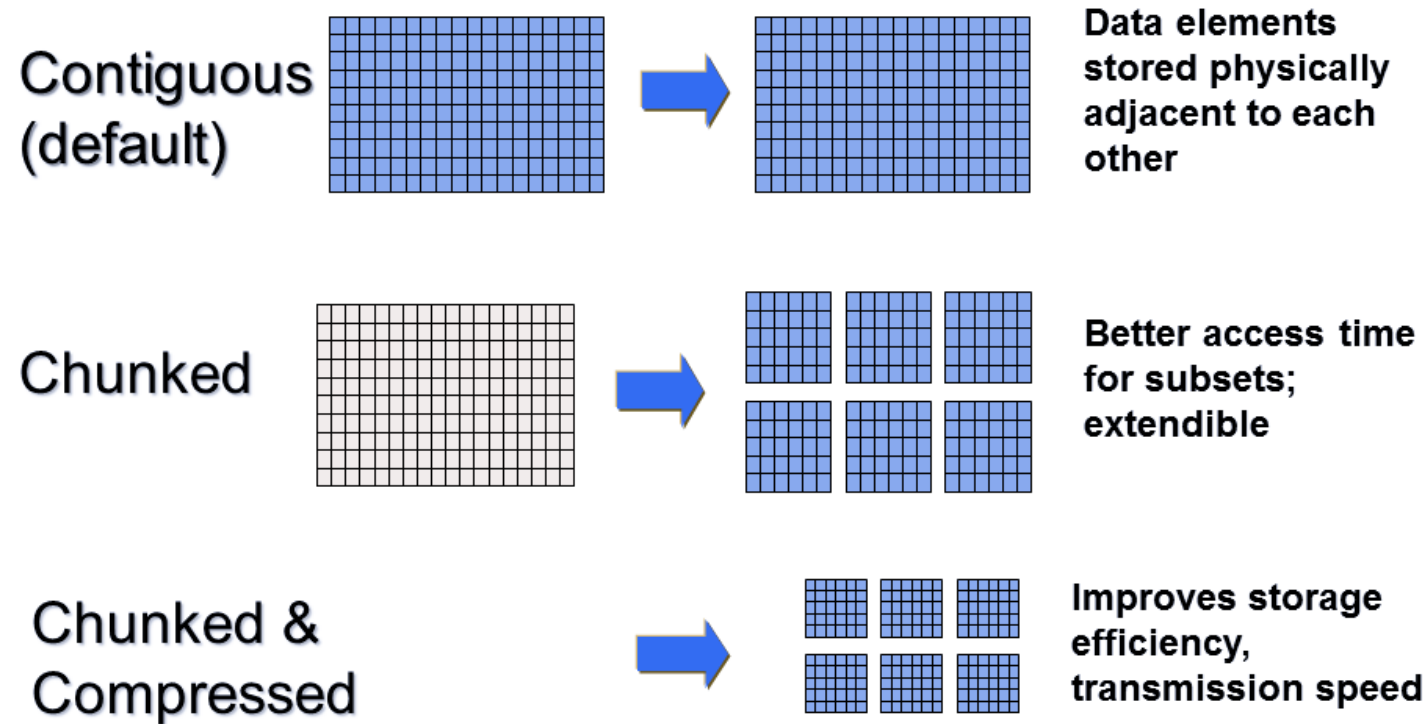 Contiguous
(default)
Data elements
stored physically
adjacent to each
other
Chunked
Better access time
for subsets;
extendible
Chunked &
Compressed
Improves storage
efficiency,
transmission speed